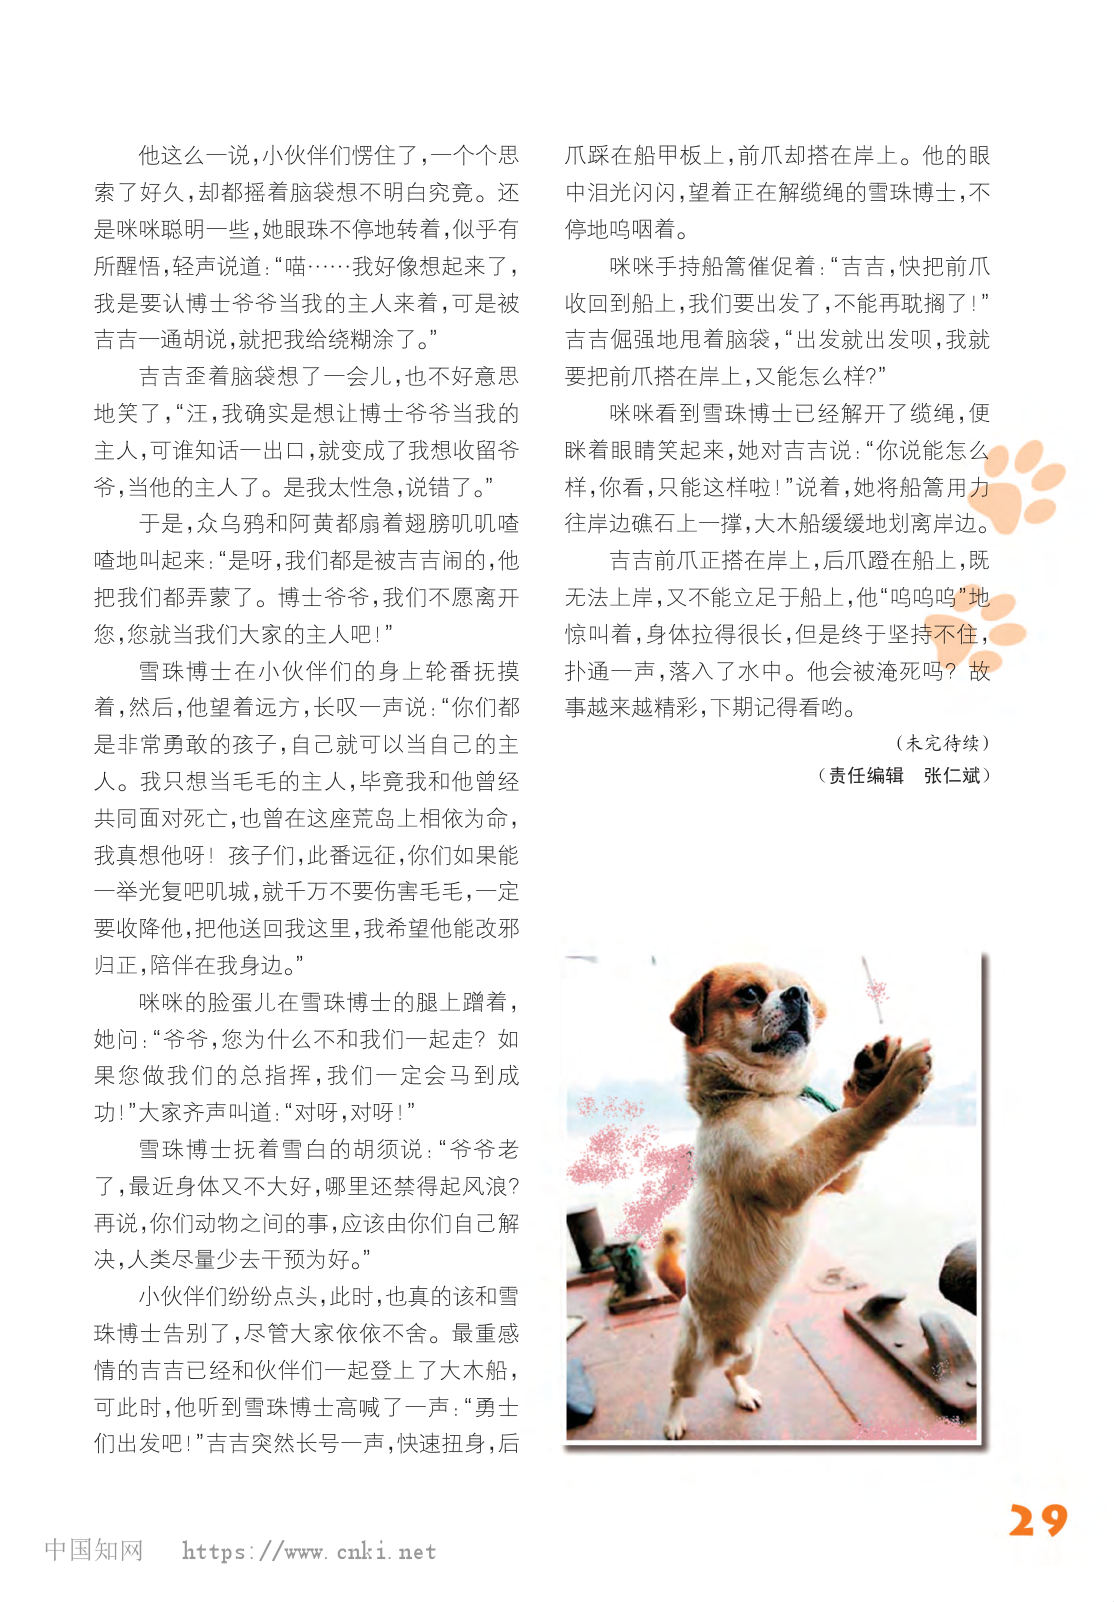 他这么一说,小伙伴们愣住了,一个个思
索了好久,却都摇着脑袋想不明白究竟。还
是咪咪聪明一些,她眼珠不停地转着,似乎有
所醒悟,轻声说道:“喵……我好像想起来了,
我是要认博士爷爷当我的主人来着,可是被
吉吉一通胡说,就把我给绕糊涂了。”
吉吉歪着脑袋想了一会儿,也不好意思
地笑了,“汪,我确实是想让博士爷爷当我的
主人,可谁知话一出口,就变成了我想收留爷
爷,当他的主人了。是我太性急,说错了。”
于是,众乌鸦和阿黄都扇着翅膀叽叽喳
喳地叫起来:“是呀,我们都是被吉吉闹的,他
把我们都弄蒙了。博士爷爷,我们不愿离开
您,您就当我们大家的主人吧!”
雪珠博士在小伙伴们的身上轮番抚摸
着,然后,他望着远方,长叹一声说:“你们都
是非常勇敢的孩子,自己就可以当自己的主
人。我只想当毛毛的主人,毕竟我和他曾经
共同面对死亡,也曾在这座荒岛上相依为命,
我真想他呀!孩子们,此番远征,你们如果能
一举光复吧叽城,就千万不要伤害毛毛,一定
要收降他,把他送回我这里,我希望他能改邪
归正,陪伴在我身边。”
咪咪的脸蛋儿在雪珠博士的腿上蹭着,
她问:“爷爷,您为什么不和我们一起走?如
果您做我们的总指挥,我们一定会马到成
功!”大家齐声叫道:“对呀,对呀!”
雪珠博士抚着雪白的胡须说:“爷爷老
了,最近身体又不大好,哪里还禁得起风浪?
再说,你们动物之间的事,应该由你们自己解
决,人类尽量少去干预为好。”
小伙伴们纷纷点头,此时,也真的该和雪
珠博士告别了,尽管大家依依不舍。最重感
情的吉吉已经和伙伴们一起登上了大木船,
可此时,他听到雪珠博士高喊了一声:“勇士
们出发吧!”吉吉突然长号一声,快速扭身,后
爪踩在船甲板上,前爪却搭在岸上。他的眼
中泪光闪闪,望着正在解缆绳的雪珠博士,不
停地呜咽着。
咪咪手持船篙催促着:“吉吉,快把前爪
收回到船上,我们要出发了,不能再耽搁了!”
吉吉倔强地甩着脑袋,“出发就出发呗,我就
要把前爪搭在岸上,又能怎么样?”
咪咪看到雪珠博士已经解开了缆绳,便
眯着眼睛笑起来,她对吉吉说:“你说能怎么
样,你看,只能这样啦!”说着,她将船篙用力
往岸边礁石上一撑,大木船缓缓地划离岸边。
吉吉前爪正搭在岸上,后爪蹬在船上,既
无法上岸,又不能立足于船上,他“呜呜呜”地
惊叫着,身体拉得很长,但是终于坚持不住,
扑通一声,落入了水中。他会被淹死吗?故
事越来越精彩,下期记得看哟。
(未完待续)
(责任编辑 张仁斌)
29
中国知网 https://www.cnki.net